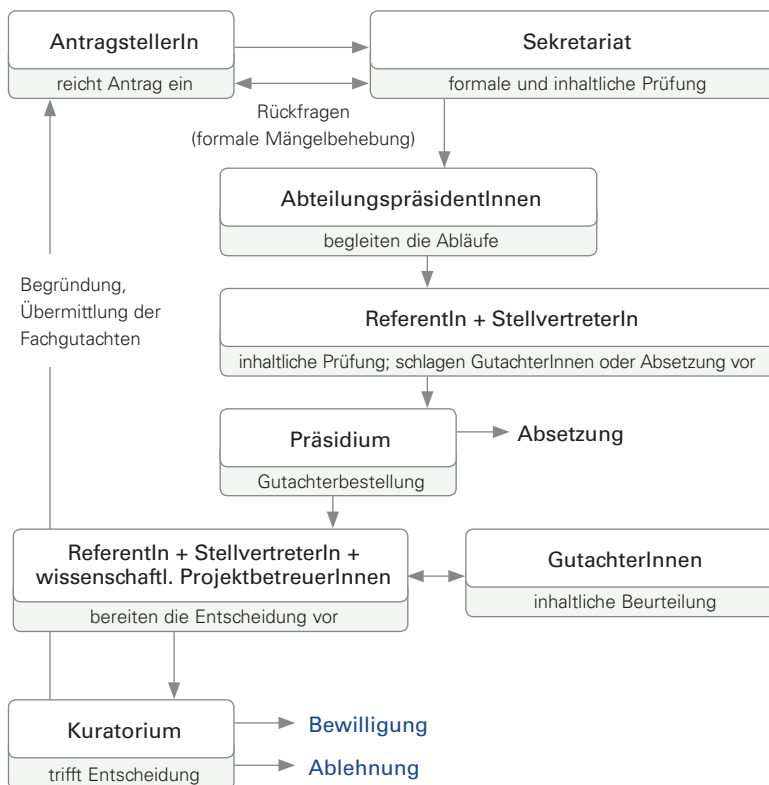 AntragstellerIn
reicht Antrag ein
Sekretariat
formale und inhaltliche Prüfung
Rückfragen
(formale Mängelbehebung)
AbteilungspräsidentInnen
begleiten die Abläufe
Begründung,
Übermittlung der
Fachgutachten
ReferentIn + StellvertreterIn
inhaltliche Prüfung; schlagen GutachterInnen oder Absetzung vor
Präsidium
Gutachterbestellung
Absetzung
ReferentIn + StellvertreterIn +
wissenschaftl. ProjektbetreuerInnen
bereiten die Entscheidung vor
GutachterInnen
inhaltliche Beurteilung
Kuratorium
trifft Entscheidung
Bewilligung
Ablehnung